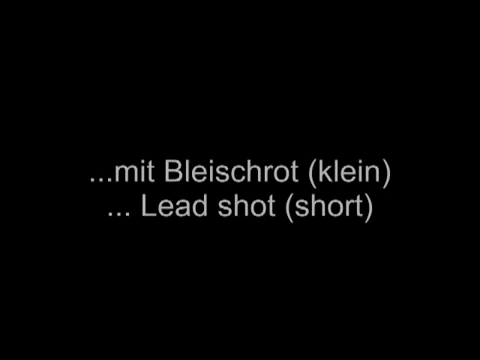 ...mit Bleischrot (klein)
... Lead shot (short)